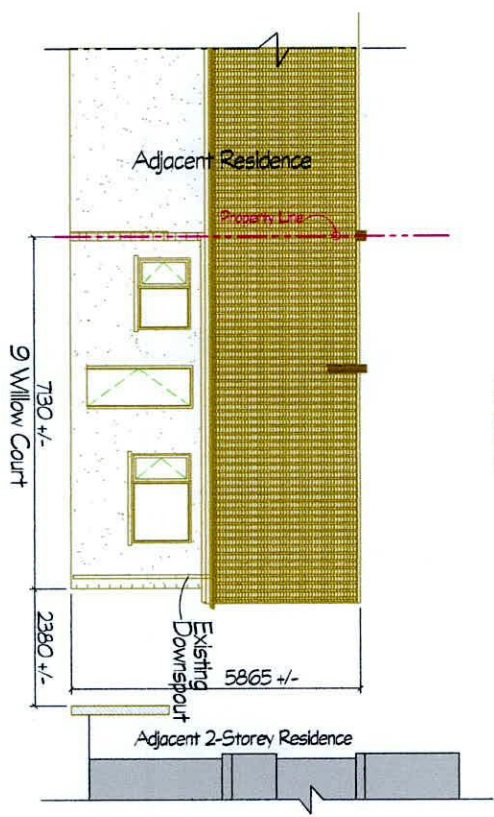 Adjacent Residence
Property Line
730 +/-
9 Willow Court
2380 +/-
Existing
Downspout
5865 +/-
Adjacent 2-Storey Residence